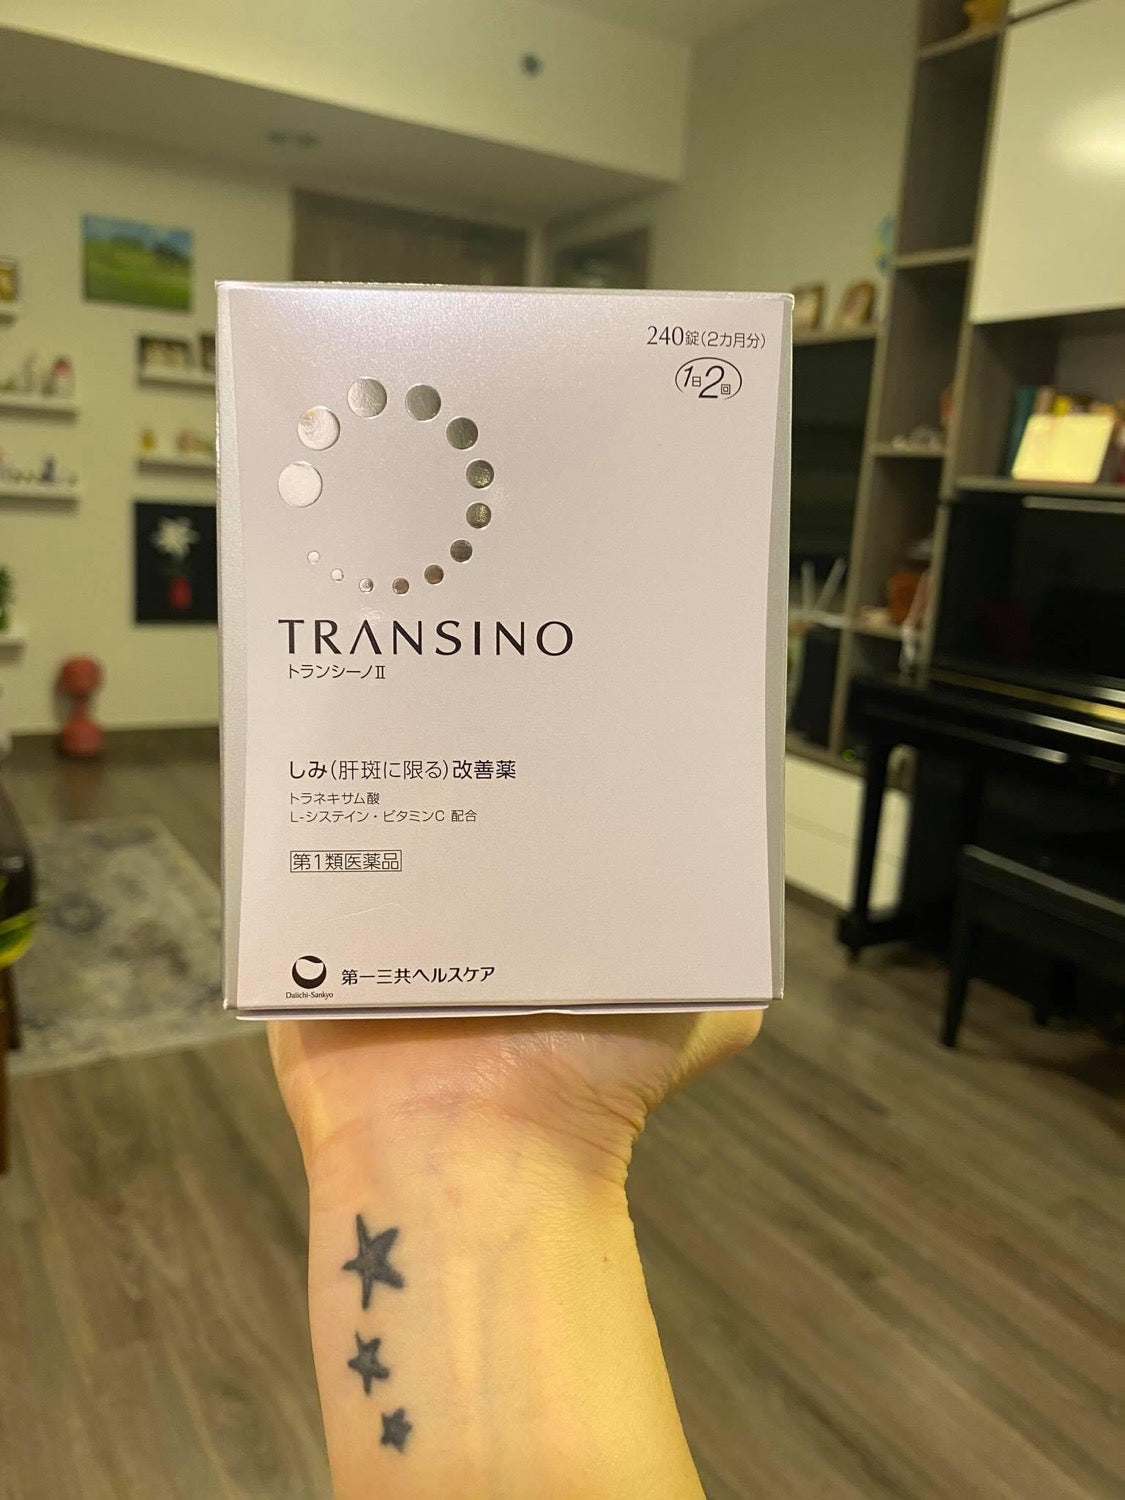 240錠(2カ月分)
1日2回
TRANSINO
トランシーノⅡ
しみ(肝斑に限る)改善薬
トラネキサム酸
L-システイン・ビタミンC 配合
第1類医薬品
第一三共ヘルスケア
Daiichi-Sankyo